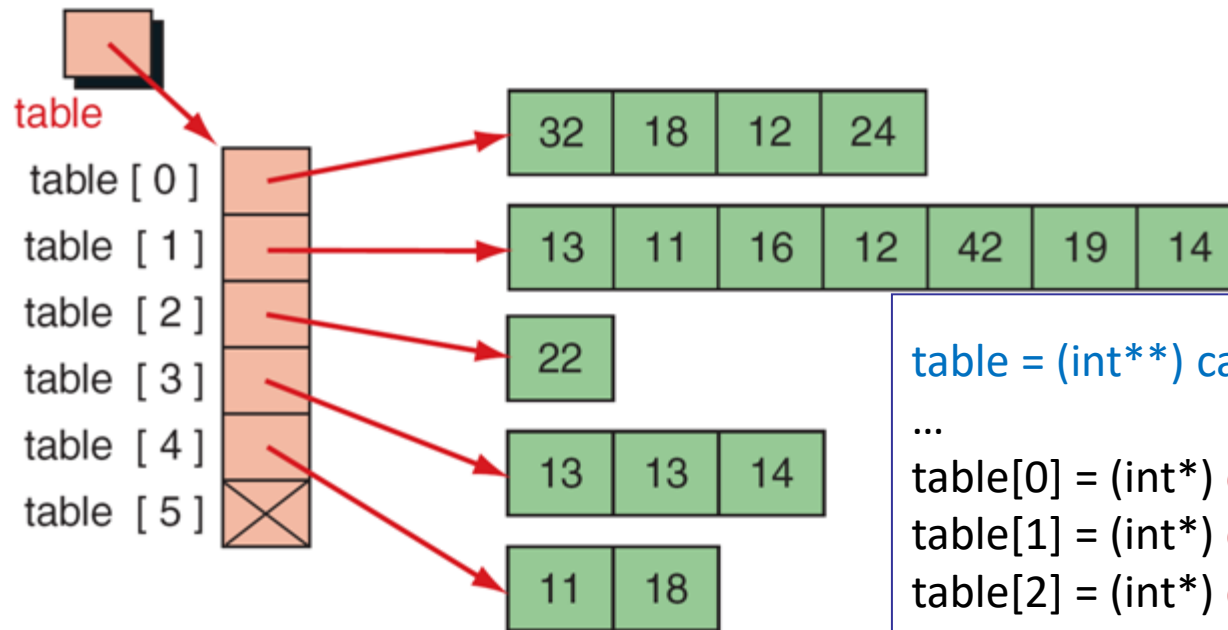 table
table [ 0 ]
32 18 12 24
table [ 1 ]
13 11 16 12 42 19 14
table [ 2 ]
22
table [ 3 ]
13 13 14
table [ 4 ]
11 18
table [ 5 ]
table = (int**) ca
...
table[0] = (int*)
table[1] = (int*)
table[2] = (int*)